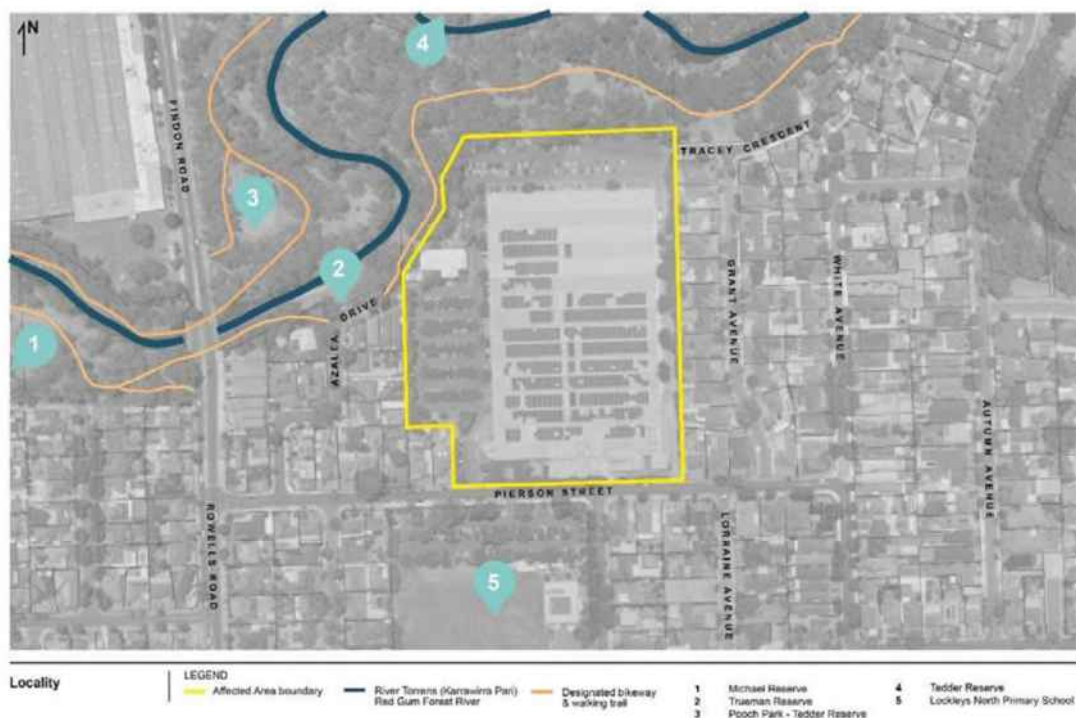 N
4
FINDON ROAD
TRACEY CRESCENT
3
2
GRANT AVENUE
WHITE AVENUE
AZALEA DRIVE
1
AUTUMN AVENUE
PIERSON STREET
ROWELLS ROAD
LORRAINE AVENUE
5
Locality
LEGEND
Affected Area boundary
River Torrens (Karrawirra Pari)
Red Gum Forest River
Designated bikeway
& walking trail
1 Michael Reserve
2 Trueman Reserve
3 Pooch Park - Tedder Reserve
4 Tedder Reserve
5 Lockleys North Primary School